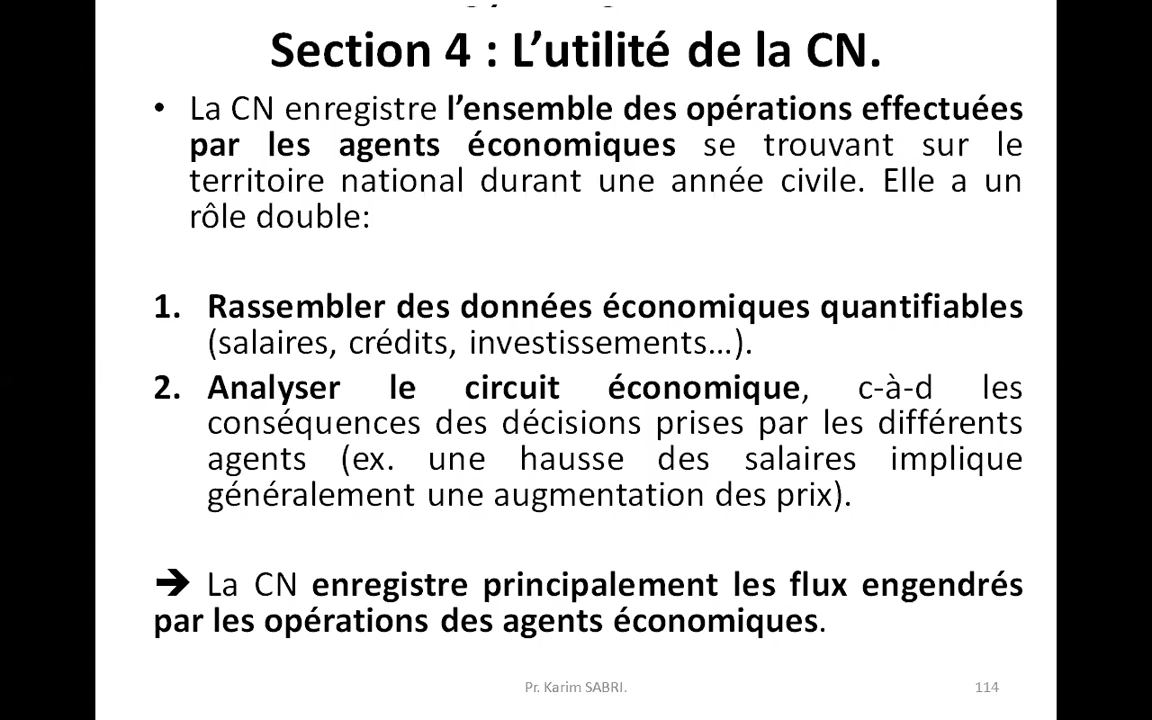 Section 4 : L’utilité de la CN.
• La CN enregistre l’ensemble des opérations effectuées
par les agents économiques se trouvant sur le
territoire national durant une année civile. Elle a un
rôle double:
1. Rassembler des données économiques quantifiables
(salaires, crédits, investissements…).
2. Analyser le circuit économique, c-à-d les
conséquences des décisions prises par les différents
agents (ex. une hausse des salaires implique
généralement une augmentation des prix).
➔ La CN enregistre principalement les flux engendrés
par les opérations des agents économiques.
Pr. Karim SABRI.
114